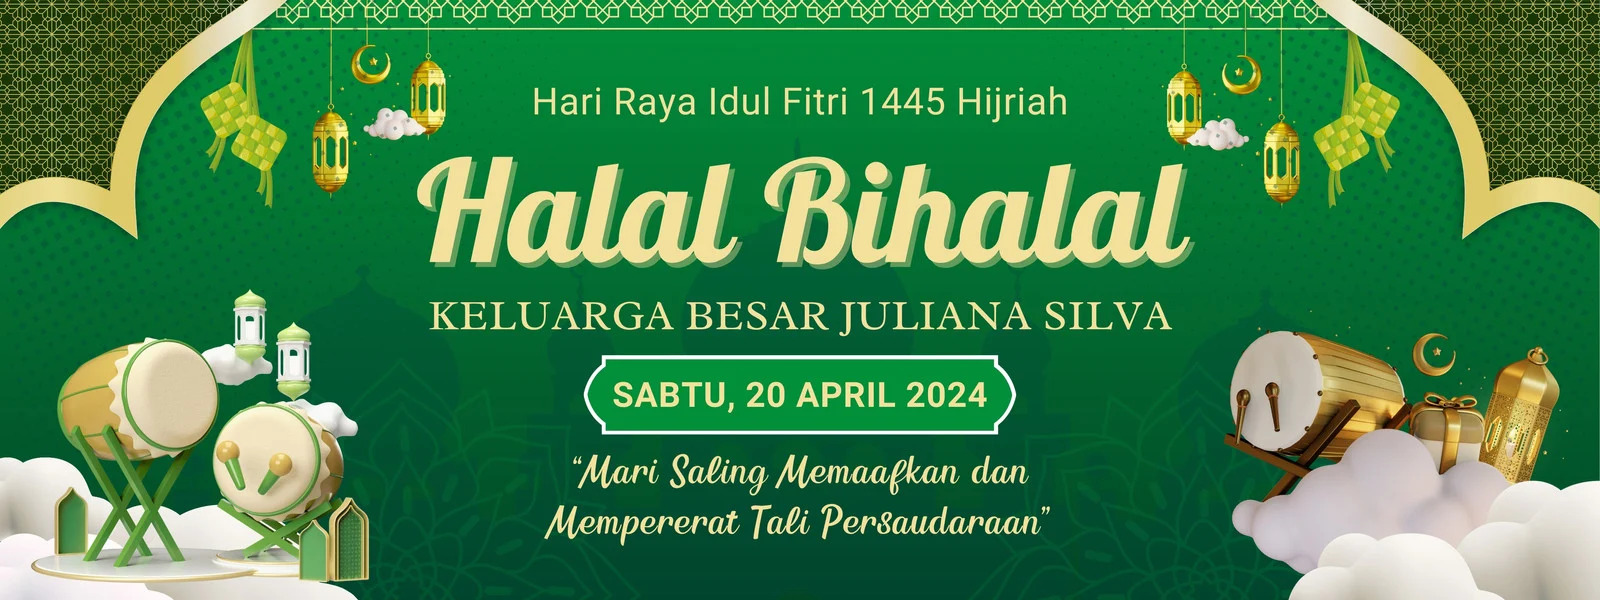 Hari Raya Idul Fitri 1445 Hijriah
Halal Bihalal
KELUARGA BESAR JULIANA SILVA
SABTU, 20 APRIL 2024
“Mari Saling Memaafkan dan
Mempererat Tali Persaudaraan”